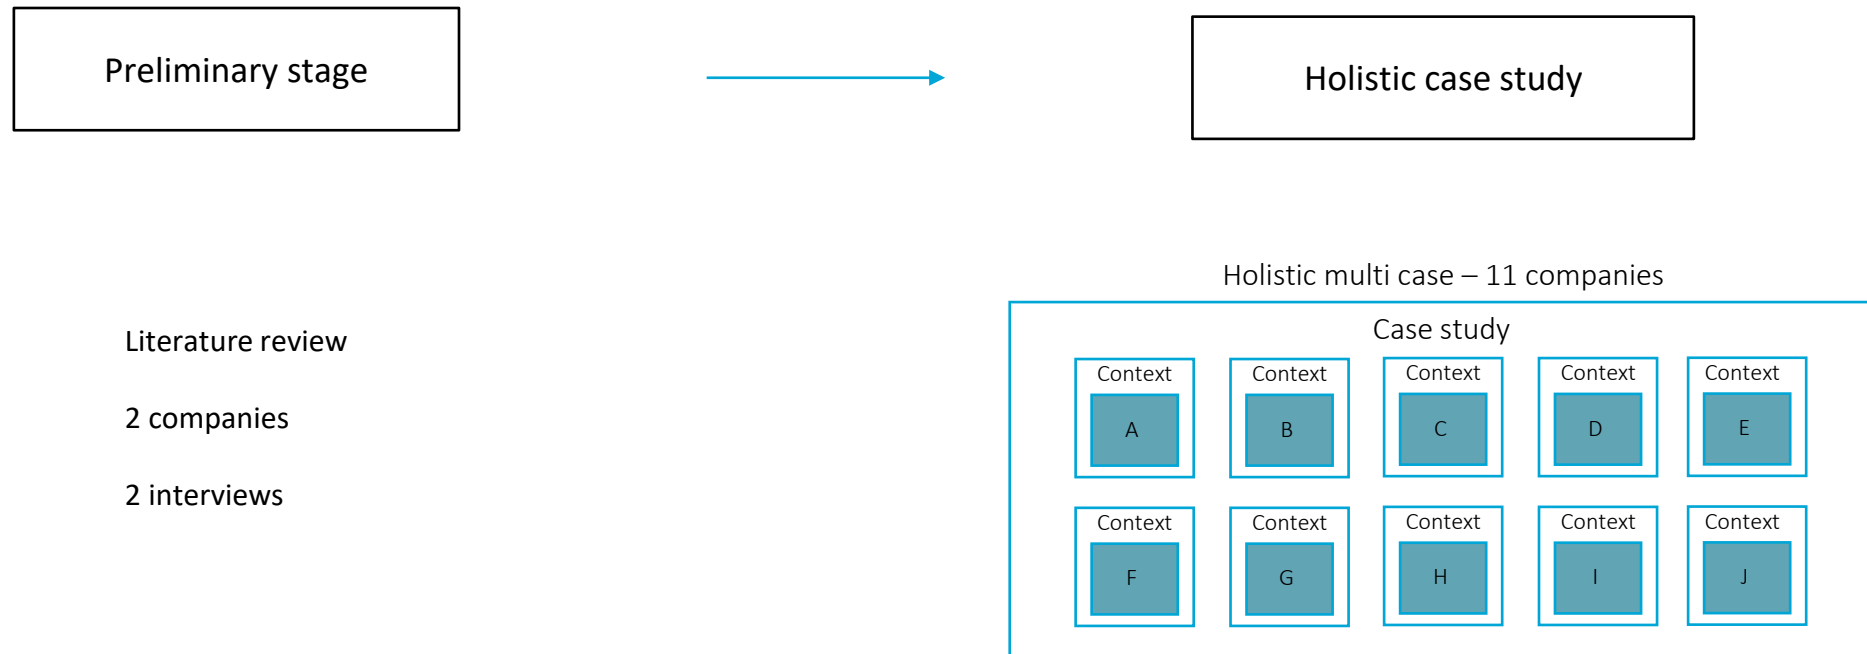 Preliminary stage
Holistic case study
Literature review
2 companies
2 interviews
Holistic multi case – 11 companies
Case study
Context
A
Context
B
Context
C
Context
D
Context
E
Context
F
Context
G
Context
H
Context
I
Context
J